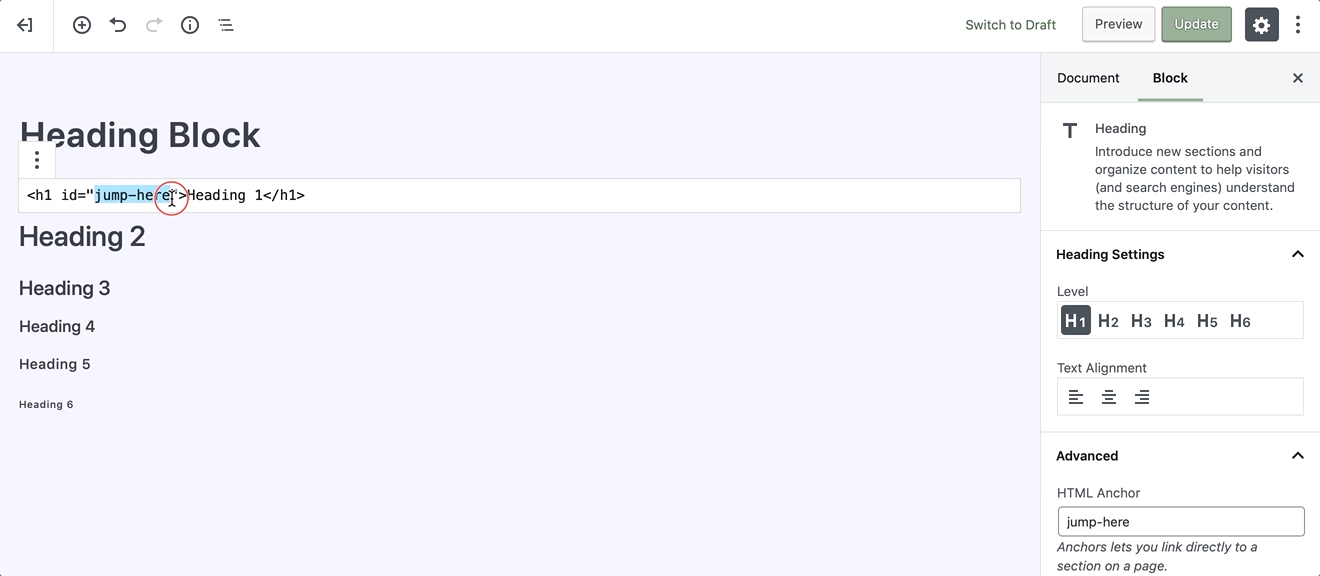 Switch to Draft
Preview
Update
Document
Block
Heading Block
<h1 id="jump-here">Heading 1</h1>
Heading 2
Heading 3
Heading 4
Heading 5
Heading 6
Heading
Introduce new sections and
organize content to help visitors
(and search engines) understand
the structure of your content.
Heading Settings
Level
H1 H2 H3 H4 H5 H6
Text Alignment
Advanced
HTML Anchor
jump-here
Anchors lets you link directly to a
section on a page.